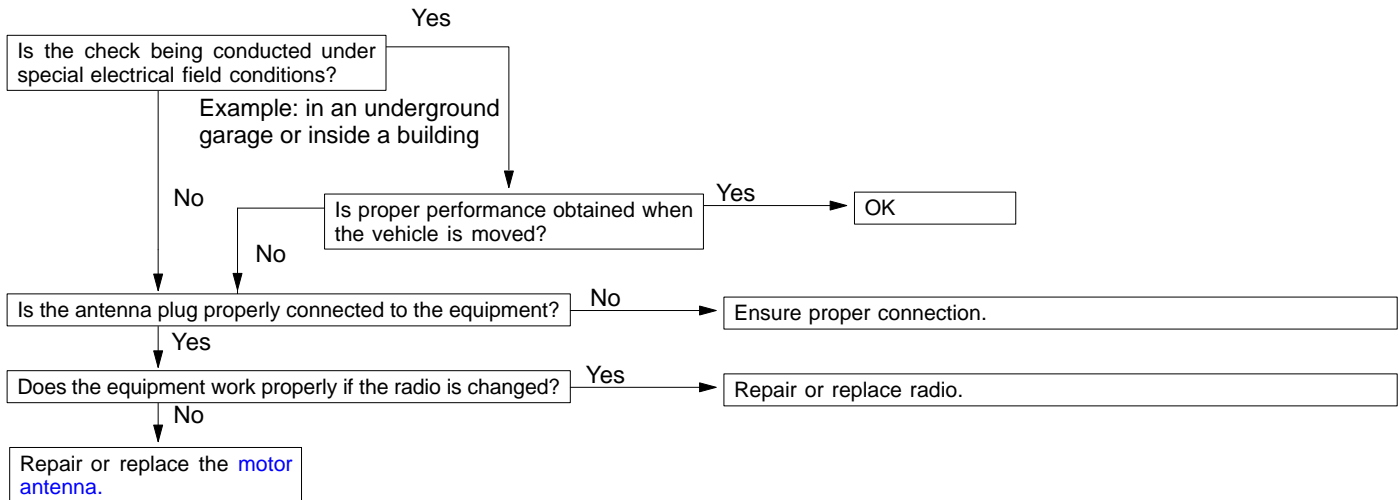 Yes
Is the check being conducted under
special electrical field conditions?
Example: in an underground
garage or inside a building
No
Is proper performance obtained when
the vehicle is moved?
Yes
OK
No
Is the antenna plug properly connected to the equipment?
No
Ensure proper connection.
Yes
Does the equipment work properly if the radio is changed?
Yes
Repair or replace radio.
No
Repair or replace the motor
antenna.